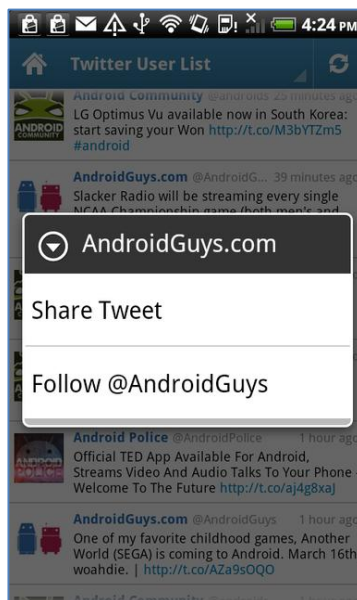 4:24 PM
Twitter User List
Android Community @androids 25 minutes ago
LG Optimus Vu available now in South Korea:
start saving your Won http://t.co/M3bYTZm5
#android
ANDROID
COMMUNITY
AndroidGuys.com @AndroidG... 39 minutes ago
Slacker Radio will be streaming every single
NCAA Championship game (both men's and
AndroidGuys.com
Share Tweet
Follow @AndroidGuys
Android Police @AndroidPolice 1 hour ago
Official TED App Available For Android,
Streams Video And Audio Talks To Your Phone -
Welcome To The Future http://t.co/aj4g8xaJ
ANDROID
POLICE
AndroidGuys.com @AndroidGuys 1 hour ago
One of my favorite childhood games, Another
World (SEGA) is coming to Android. March 16th
woahdie. | http://t.co/AZa9sOQO
Android Community